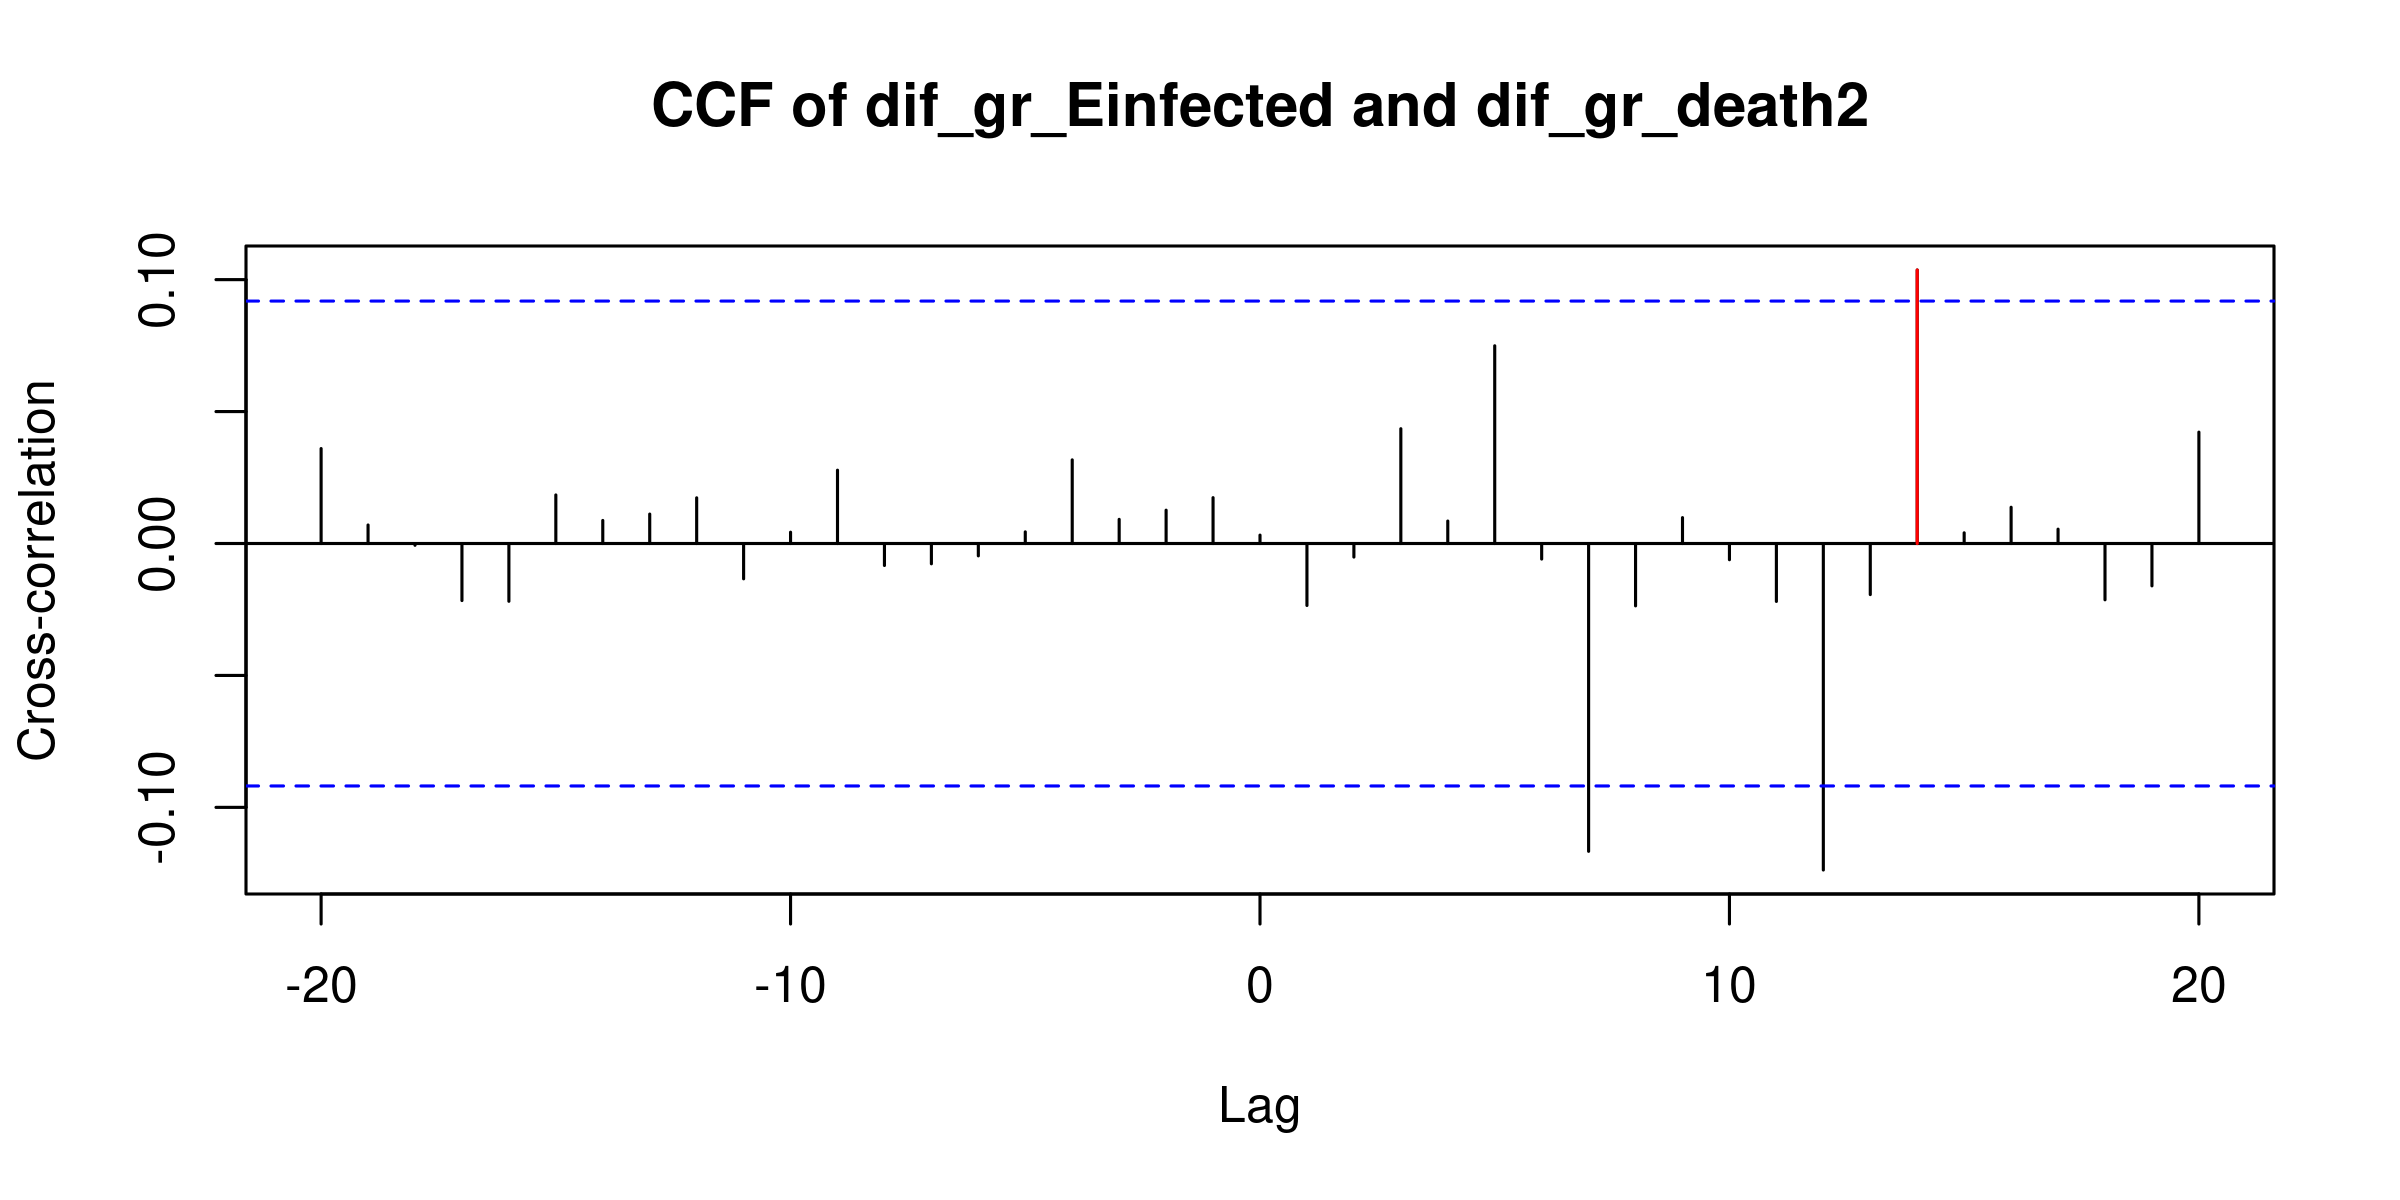 CCF of dif_gr_Einfected and dif_gr_death2
Cross-correlation
0.10
0.00
-0.10
-20 -10 0 10 20
Lag